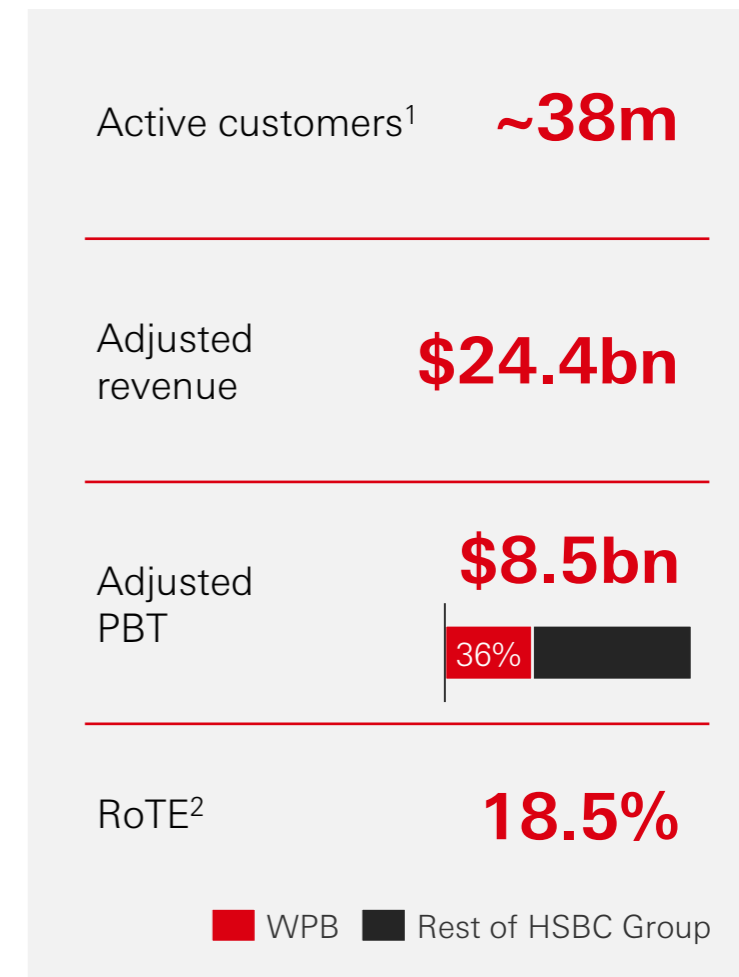 Active customers¹ ~38m
Adjusted
revenue
$24.4bn
Adjusted
PBT
$8.5bn
36%
RoTE² 18.5%
WPB Rest of HSBC Group